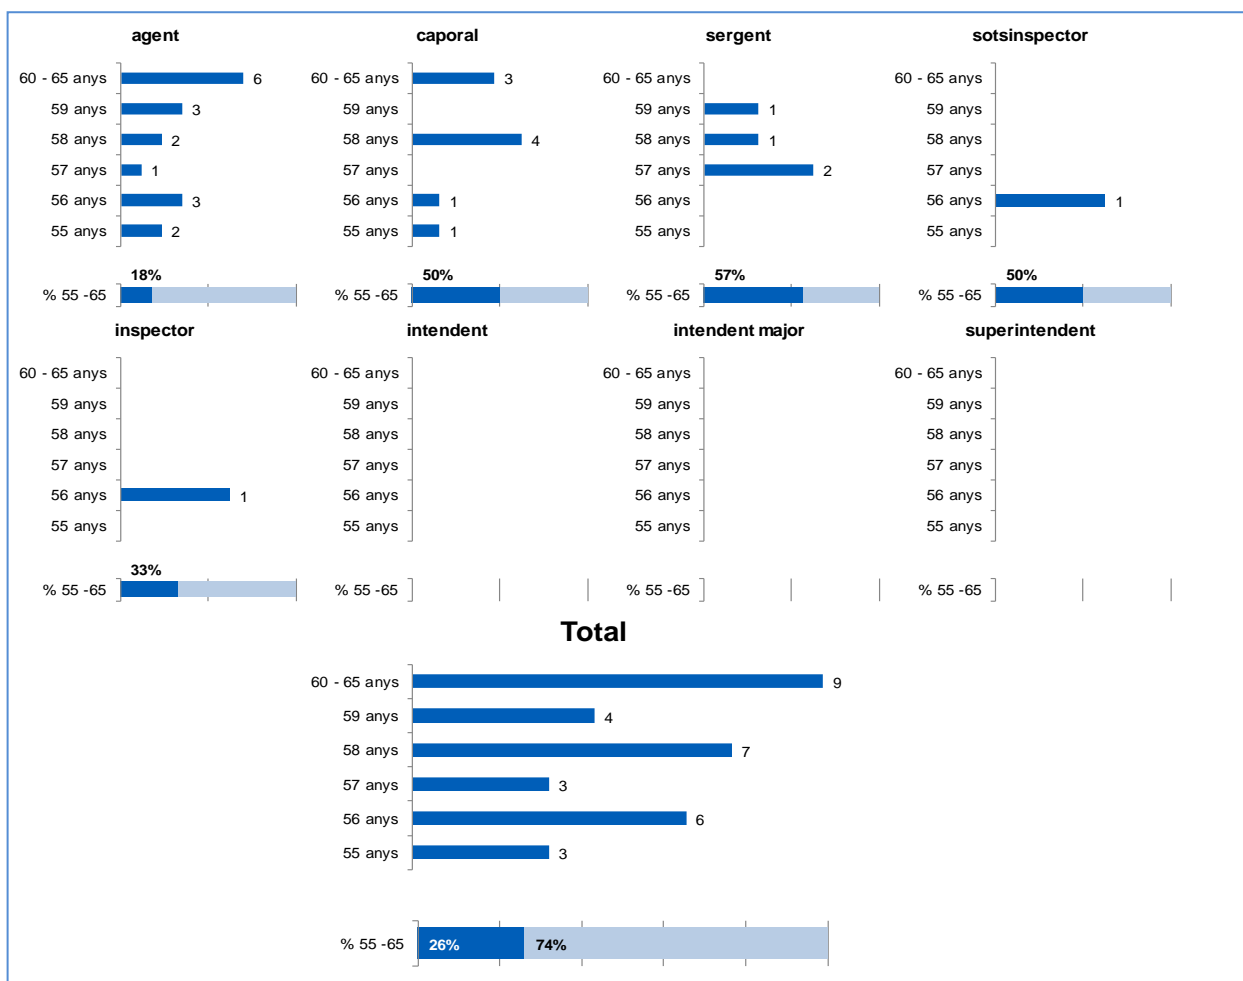 agent
60 - 65 anys 6
59 anys 3
58 anys 2
57 anys 1
56 anys 3
55 anys 2
18%
% 55 -65
caporal
60 - 65 anys 3
59 anys
58 anys 4
57 anys
56 anys 1
55 anys 1
50%
% 55 -65
sergent
60 - 65 anys
59 anys 1
58 anys 1
57 anys 2
56 anys
55 anys
57%
% 55 -65
sotsinspector
60 - 65 anys
59 anys
58 anys
57 anys
56 anys 1
55 anys
50%
% 55 -65
inspector
60 - 65 anys
59 anys
58 anys
57 anys
56 anys 1
55 anys
33%
% 55 -65
intendent
60 - 65 anys
59 anys
58 anys
57 anys
56 anys
55 anys
% 55 -65
intendent major
60 - 65 anys
59 anys
58 anys
57 anys
56 anys
55 anys
% 55 -65
superintendent
60 - 65 anys
59 anys
58 anys
57 anys
56 anys
55 anys
% 55 -65
Total
60 - 65 anys 9
59 anys 4
58 anys 7
57 anys 3
56 anys 6
55 anys 3
% 55 -65 26% 74%